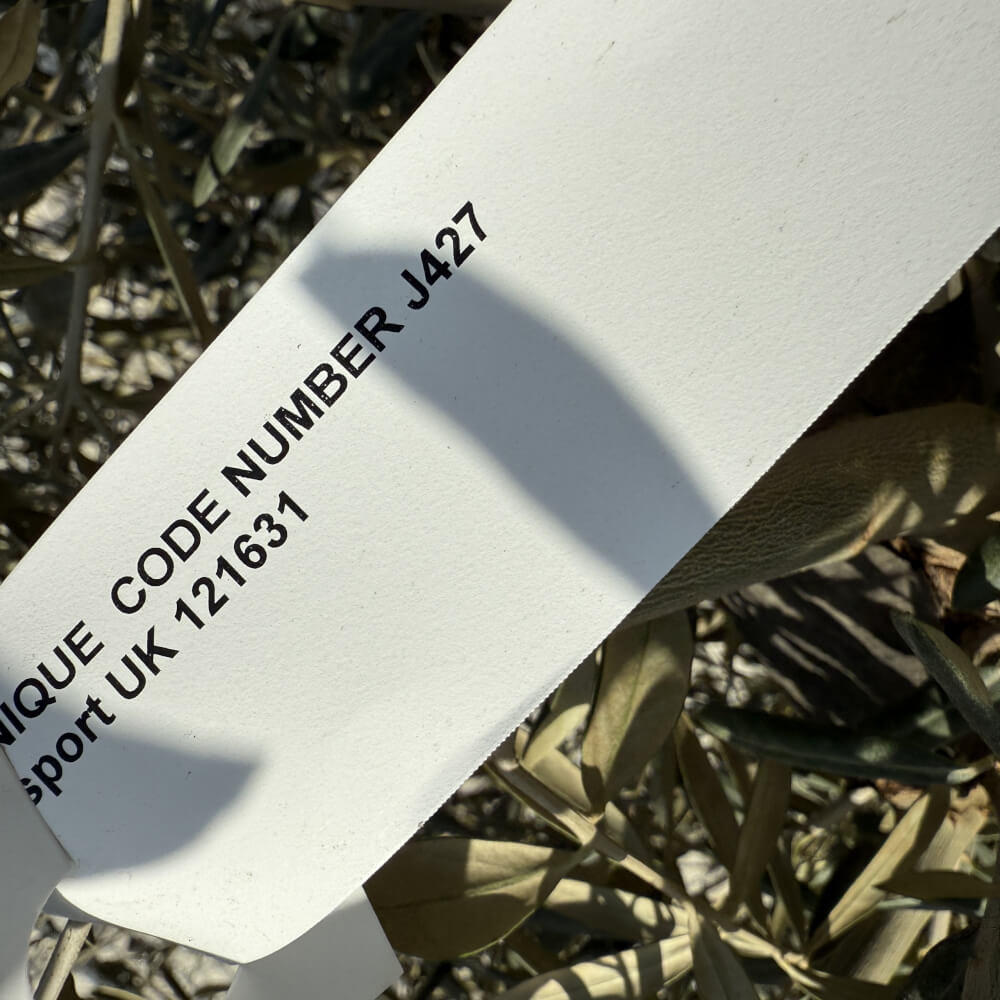 NIQUE CODE NUMBER J427
sport UK 121631